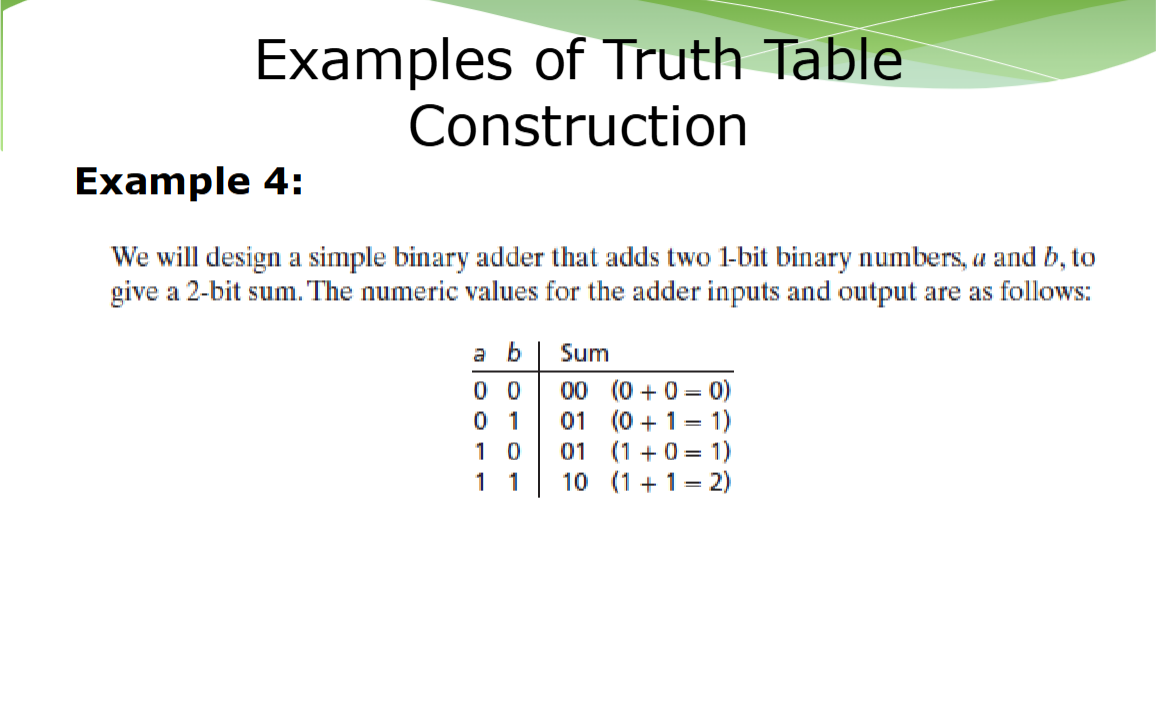 Examples of Truth Table
Construction
Example 4:
We will design a simple binary adder that adds two 1-bit binary numbers, a and b, to
give a 2-bit sum. The numeric values for the adder inputs and output are as follows:
a b Sum
0 0 00 (0 + 0 = 0)
0 1 01 (0 + 1 = 1)
1 0 01 (1 + 0 = 1)
1 1 10 (1 + 1 = 2)